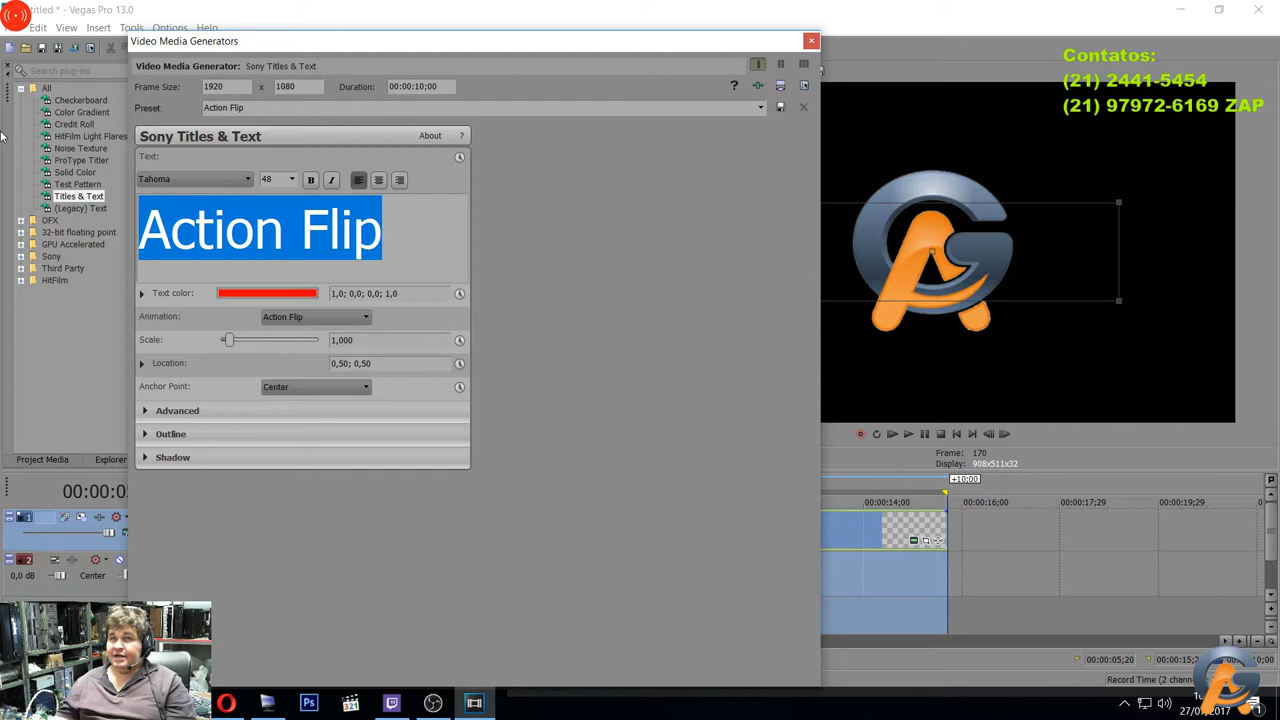 Untitled * - Vegas Pro 13.0
Edit View Insert Tools Options Help
Video Media Generators
Search plug-ins
Video Media Generator: Sony Titles & Text
Frame Size: 1920 x 1080 Duration: 00:00:10;00
Preset: Action Flip
All
Checkerboard
Color Gradient
Credit Roll
HitFilm Light Flares
Noise Texture
ProType Titler
Solid Color
Test Pattern
Titles & Text
(Legacy) Text
OFX
32-bit floating point
GPU Accelerated
Sony
Third Party
HitFilm
Sony Titles & Text About ?
Text:
Tahoma 48 B I
Action Flip
Text color: 1,0; 0,0; 0,0; 1,0
Animation: Action Flip
Scale: 1,000
Location: 0,50; 0,50
Anchor Point: Center
Advanced
Outline
Shadow
Contatos:
(21) 2441-5454
(21) 97972-6169 ZAP
Frame: 170
Display: 908x511x32
Project Media Explorer
+10;00
00:00:14;00 00:00:16;00 00:00:17;29 00:00:19;29
1
2
0,0 dB Center
00:00:05;20
Record Time (2 channe